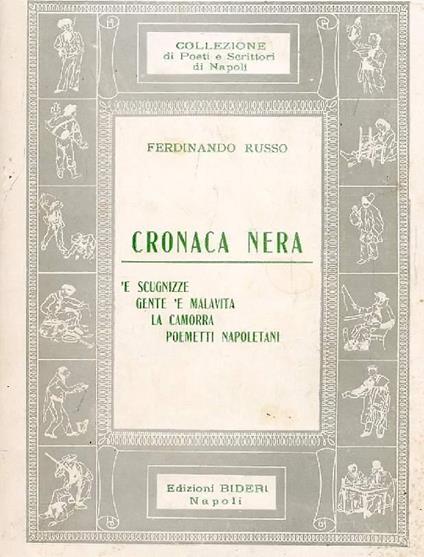 COLLEZIONE
di Poeti e Scrittori
di Napoli
FERDINANDO RUSSO
CRONACA NERA
'E SCUGNIZZE
GENTE 'E MALAVITA
LA CAMORRA
POEMETTI NAPOLETANI
Edizioni BIDERI
Napoli